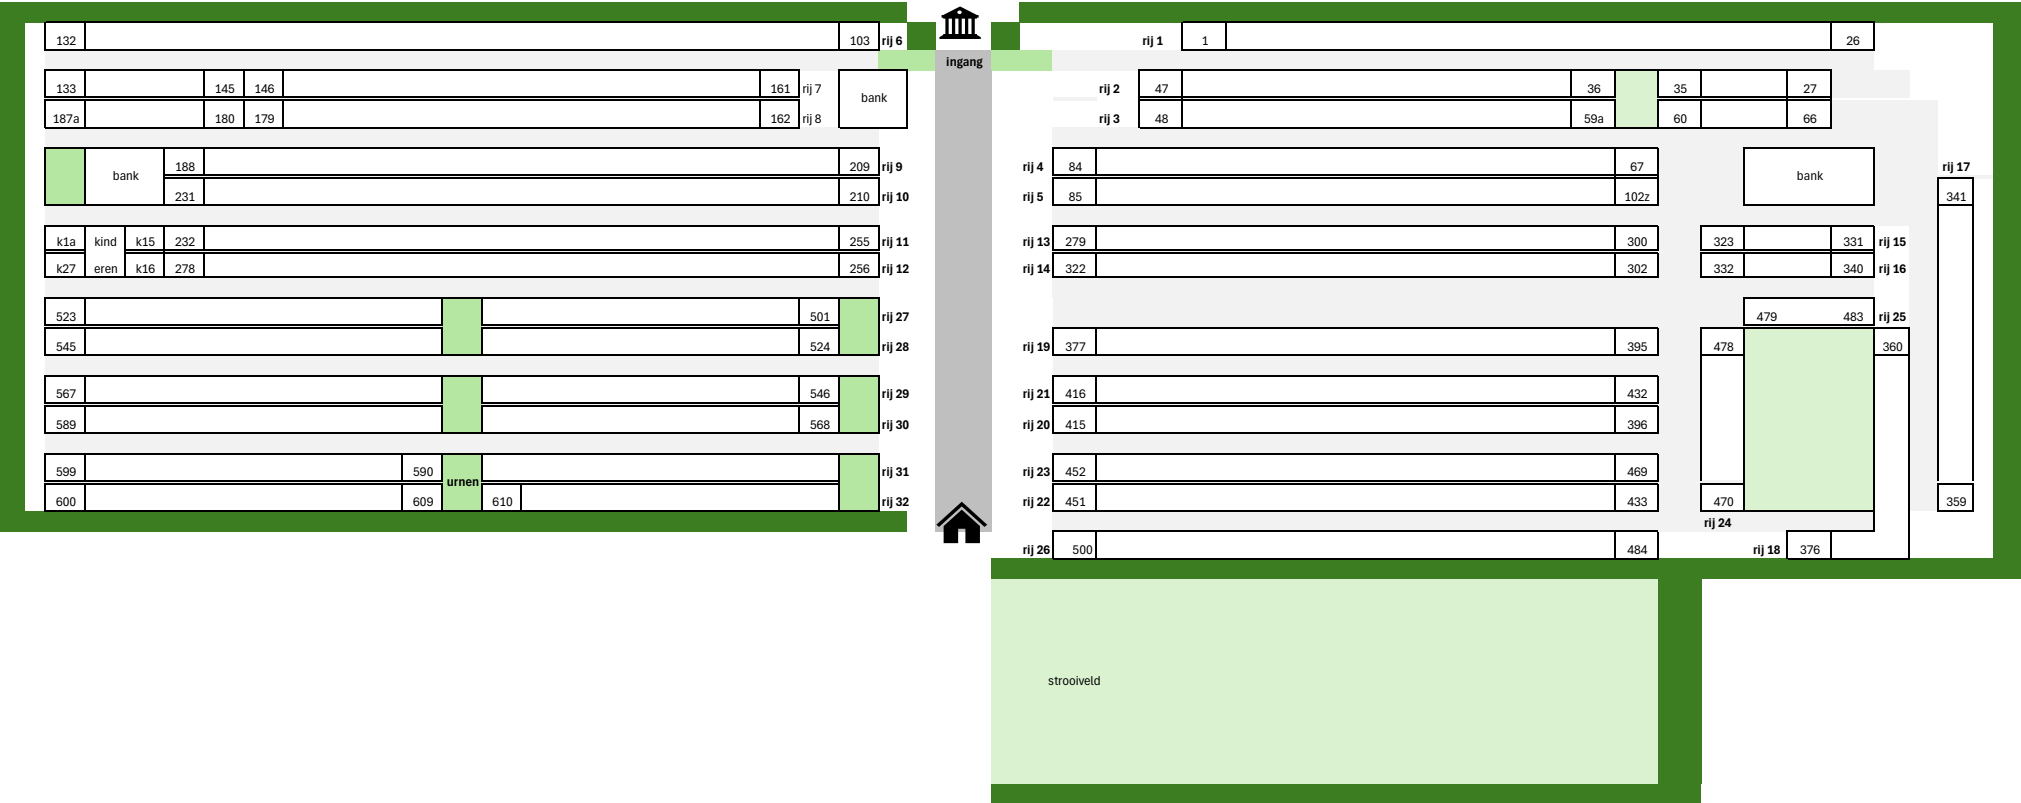 132 103 rij 6
133 145 146 161 rij 7
bank
187a 180 179 162 rij 8
bank 188 209 rij 9
231 210 rij 10
k1a kind k15 232 255 rij 11
k27 eren k16 278 256 rij 12
523 501 rij 27
545 524 rij 28
567 546 rij 29
589 568 rij 30
599 590 rij 31
urnen
600 609 610 rij 32
ingang
rij 1 1 26
rij 2 47 36 35 27
rij 3 48 59a 60 66
rij 4 84 67 rij 17
bank
rij 5 85 102z 341
rij 13 279 300 323 331 rij 15
rij 14 322 302 332 340 rij 16
479 483 rij 25
rij 19 377 395 478 360
rij 21 416 432
rij 20 415 396
rij 23 452 469
rij 22 451 433 470 359
rij 24
rij 26 500 484 rij 18 376
strooiveld